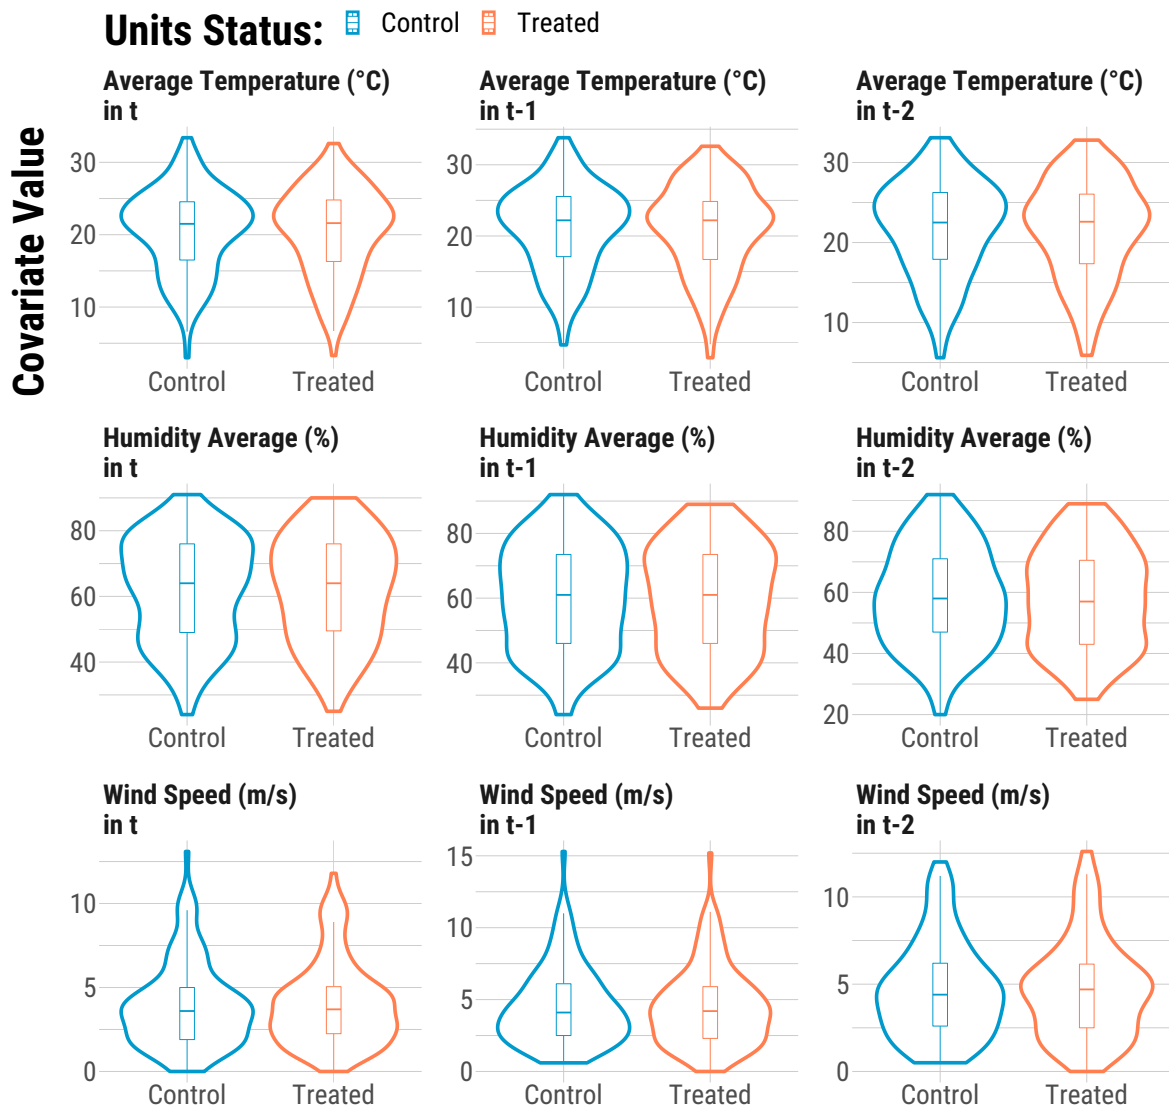 Units Status: Control Treated
Covariate Value
Average Temperature (°C)
in t
30
20
10
Control Treated
Average Temperature (°C)
in t-1
30
20
10
Control Treated
Average Temperature (°C)
in t-2
30
20
10
Control Treated
Humidity Average (%)
in t
80
60
40
Control Treated
Humidity Average (%)
in t-1
80
60
40
Control Treated
Humidity Average (%)
in t-2
80
60
40
20
Control Treated
Wind Speed (m/s)
in t
10
5
0
Control Treated
Wind Speed (m/s)
in t-1
15
10
5
0
Control Treated
Wind Speed (m/s)
in t-2
10
5
0
Control Treated